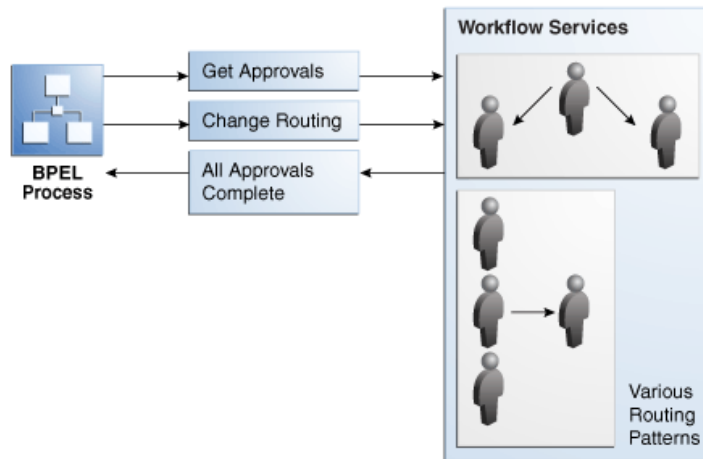 Workflow Services
Get Approvals
Change Routing
All Approvals
Complete
BPEL
Process
Various
Routing
Patterns